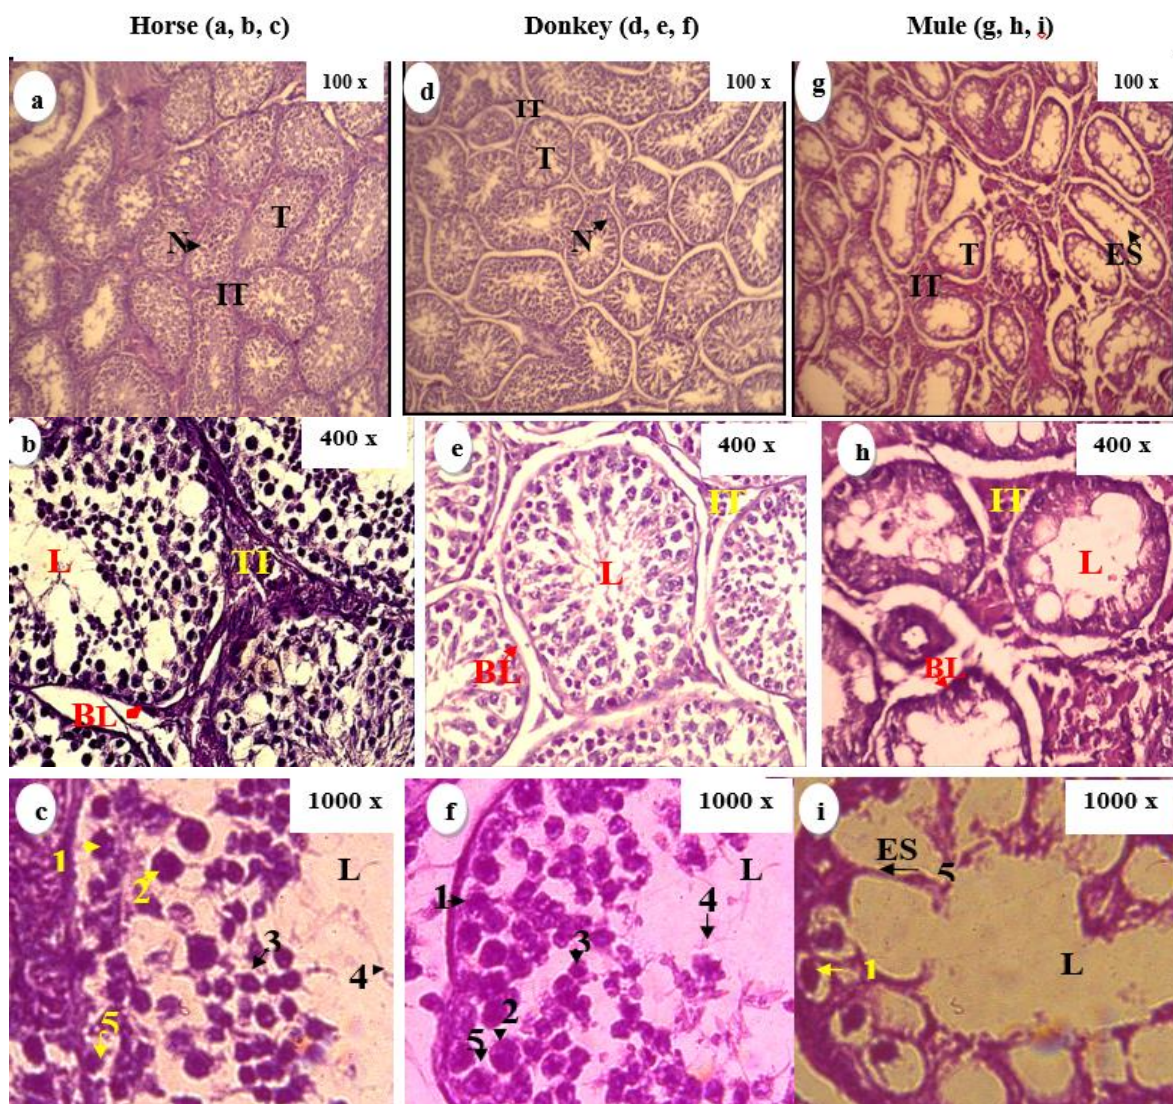 Horse (a, b, c) Donkey (d, e, f) Mule (g, h, i)
a 100 x d 100 x g 100 x
IT
T T
N N T ES
IT IT
b 400 x e 400 x h 400 x
TI IT IT
L L L
BL BL BL
c 1000 x f 1000 x i 1000 x
1 2 3 4 5 L
1 2 3 4 5 L
ES 5 1 L